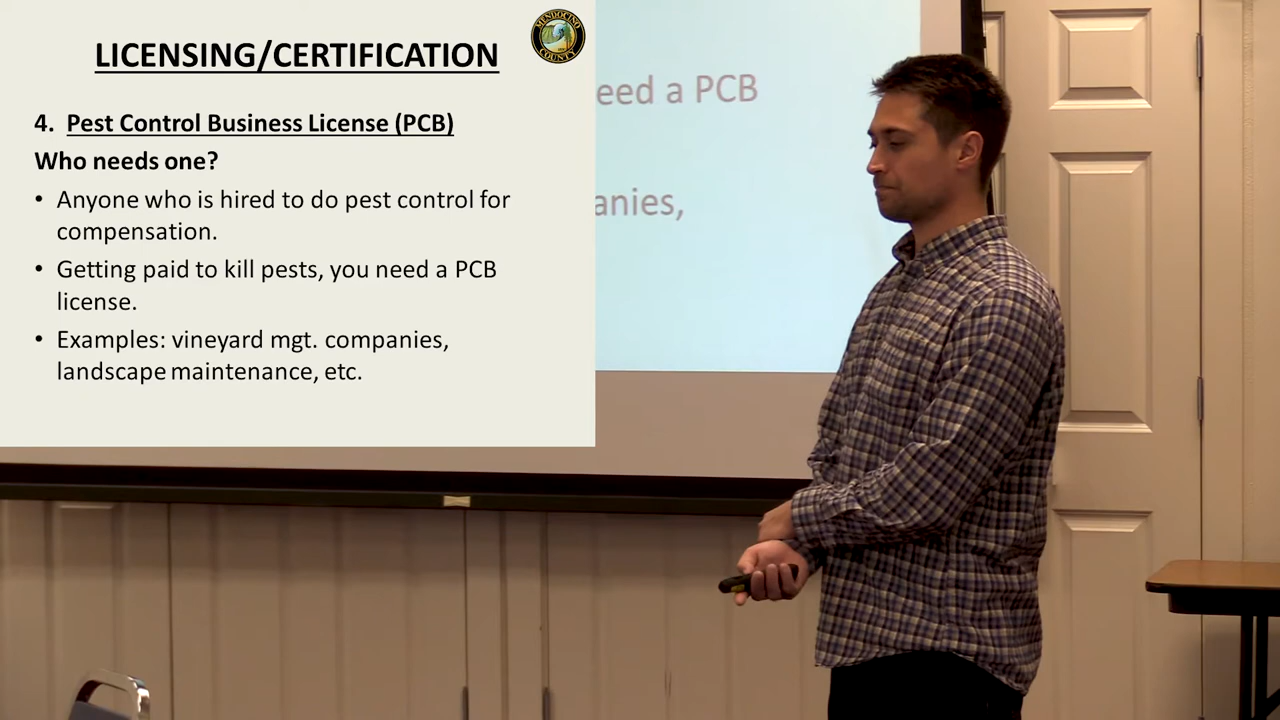 MENDOCINO
COUNTY
LICENSING/CERTIFICATION
4. Pest Control Business License (PCB)
Who needs one?
• Anyone who is hired to do pest control for
compensation.
• Getting paid to kill pests, you need a PCB
license.
• Examples: vineyard mgt. companies,
landscape maintenance, etc.
eed a PCB
anies,